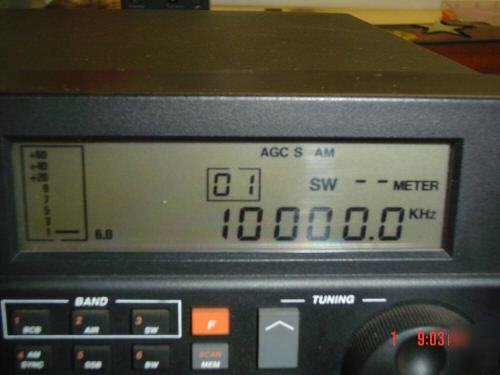 +60
+40
+20
9
7
5
3
1
6.0
AGC S AM
01
SW -- METER
10000.0 KHz
BAND
TUNING
1 BCB
2 AIR
3 SW
F
4 AM SYNC
5 SSB
6 BW
SCAN
MEM
1 9:03